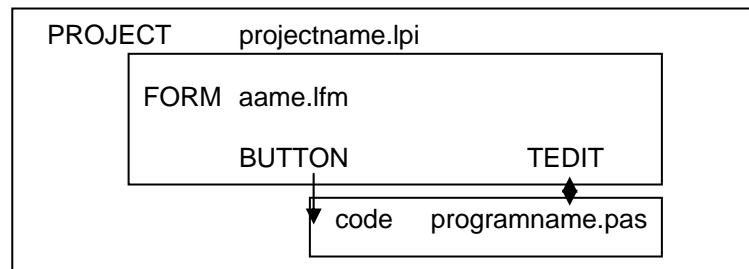 PROJECT projectname.lpi
FORM aame.lfm
BUTTON TEDIT
code programname.pas